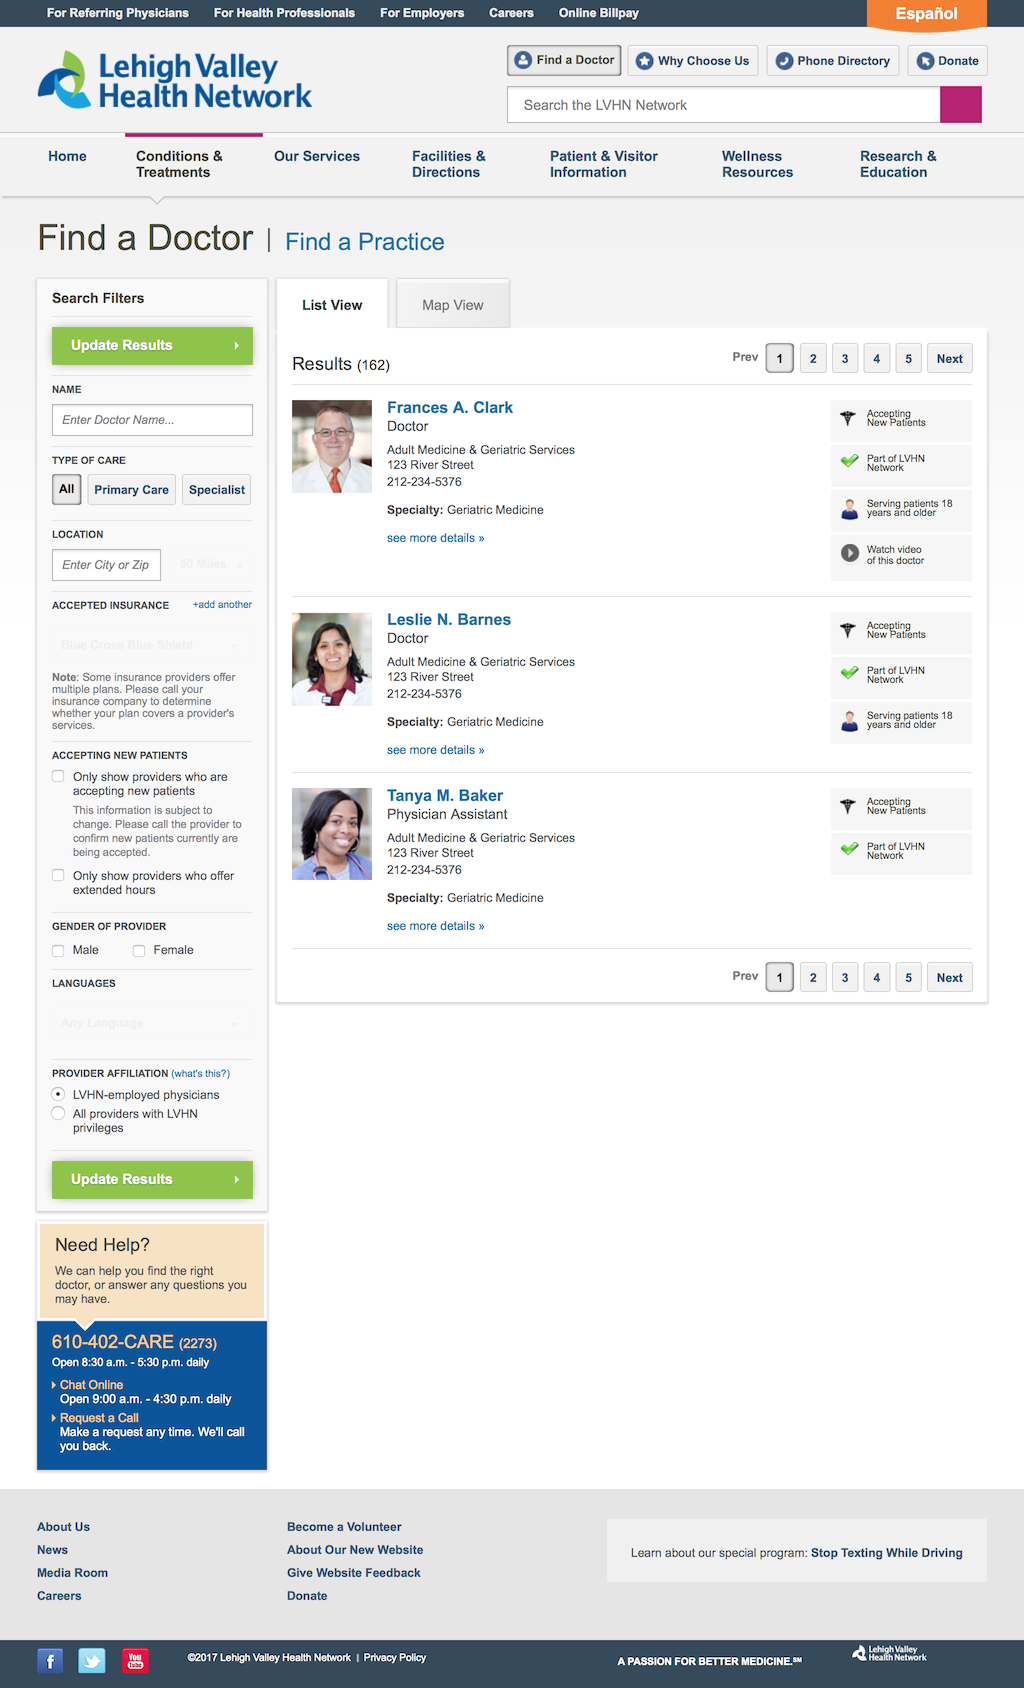 For Referring Physicians For Health Professionals For Employers Careers Online Billpay Español
Lehigh Valley
Health Network
Find a Doctor Why Choose Us Phone Directory Donate
Search the LVHN Network
Home Conditions & Treatments Our Services Facilities & Directions Patient & Visitor Information Wellness Resources Research & Education
Find a Doctor | Find a Practice
Search Filters
Update Results
NAME
Enter Doctor Name...
TYPE OF CARE
All Primary Care Specialist
LOCATION
Enter City or Zip 50 Miles
ACCEPTED INSURANCE +add another
Blue Cross Blue Shield
Note: Some insurance providers offer
multiple plans. Please call your
insurance company to determine
whether your plan covers a provider's
services.
ACCEPTING NEW PATIENTS
Only show providers who are
accepting new patients
This information is subject to
change. Please call the provider to
confirm new patients currently are
being accepted.
Only show providers who offer
extended hours
GENDER OF PROVIDER
Male Female
LANGUAGES
Any Language
PROVIDER AFFILIATION (what's this?)
LVHN-employed physicians
All providers with LVHN
privileges
Update Results
Need Help?
We can help you find the right
doctor, or answer any questions you
may have.
610-402-CARE (2273)
Open 8:30 a.m. - 5:30 p.m. daily
Chat Online
Open 9:00 a.m. - 4:30 p.m. daily
Request a Call
Make a request any time. We'll call
you back.
List View Map View
Results (162) Prev 1 2 3 4 5 Next
Frances A. Clark
Doctor
Adult Medicine & Geriatric Services
123 River Street
212-234-5376
Specialty: Geriatric Medicine
see more details »
Accepting
New Patients
Part of LVHN
Network
Serving patients 18
years and older
Watch video
of this doctor
Leslie N. Barnes
Doctor
Adult Medicine & Geriatric Services
123 River Street
212-234-5376
Specialty: Geriatric Medicine
see more details »
Accepting
New Patients
Part of LVHN
Network
Serving patients 18
years and older
Tanya M. Baker
Physician Assistant
Adult Medicine & Geriatric Services
123 River Street
212-234-5376
Specialty: Geriatric Medicine
see more details »
Accepting
New Patients
Part of LVHN
Network
Prev 1 2 3 4 5 Next
About Us
News
Media Room
Careers
Become a Volunteer
About Our New Website
Give Website Feedback
Donate
Learn about our special program: Stop Texting While Driving
f You Tube ©2017 Lehigh Valley Health Network | Privacy Policy A PASSION FOR BETTER MEDICINE.℠
Lehigh Valley
Health Network